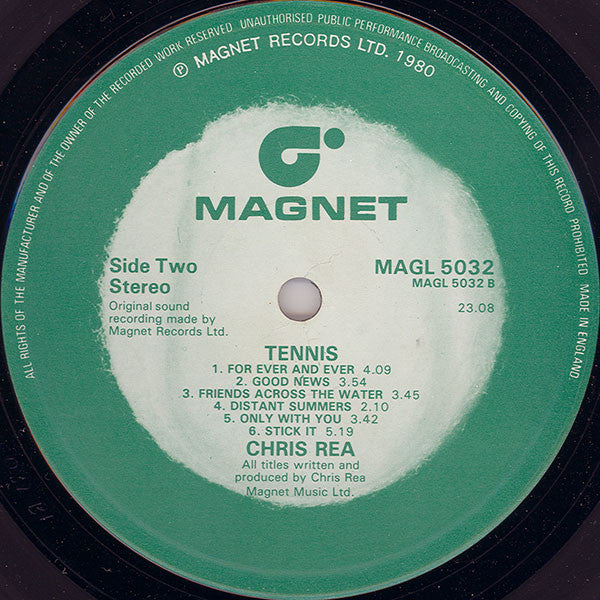 ALL RIGHTS OF THE MANUFACTURER AND OF THE OWNER OF THE RECORDED WORK RESERVED UNAUTHORISED PUBLIC PERFORMANCE BROADCASTING AND COPYING OF THIS RECORD PROHIBITED MADE IN ENGLAND
Ⓟ MAGNET RECORDS LTD. 1980
MAGNET
Side Two
Stereo
Original sound
recording made by
Magnet Records Ltd.
MAGL 5032
MAGL 5032 B
23.08
TENNIS
1. FOR EVER AND EVER 4.09
2. GOOD NEWS 3.54
3. FRIENDS ACROSS THE WATER 3.45
4. DISTANT SUMMERS 2.10
5. ONLY WITH YOU 3.42
6. STICK IT 5.19
CHRIS REA
All titles written and
produced by Chris Rea
Magnet Music Ltd.